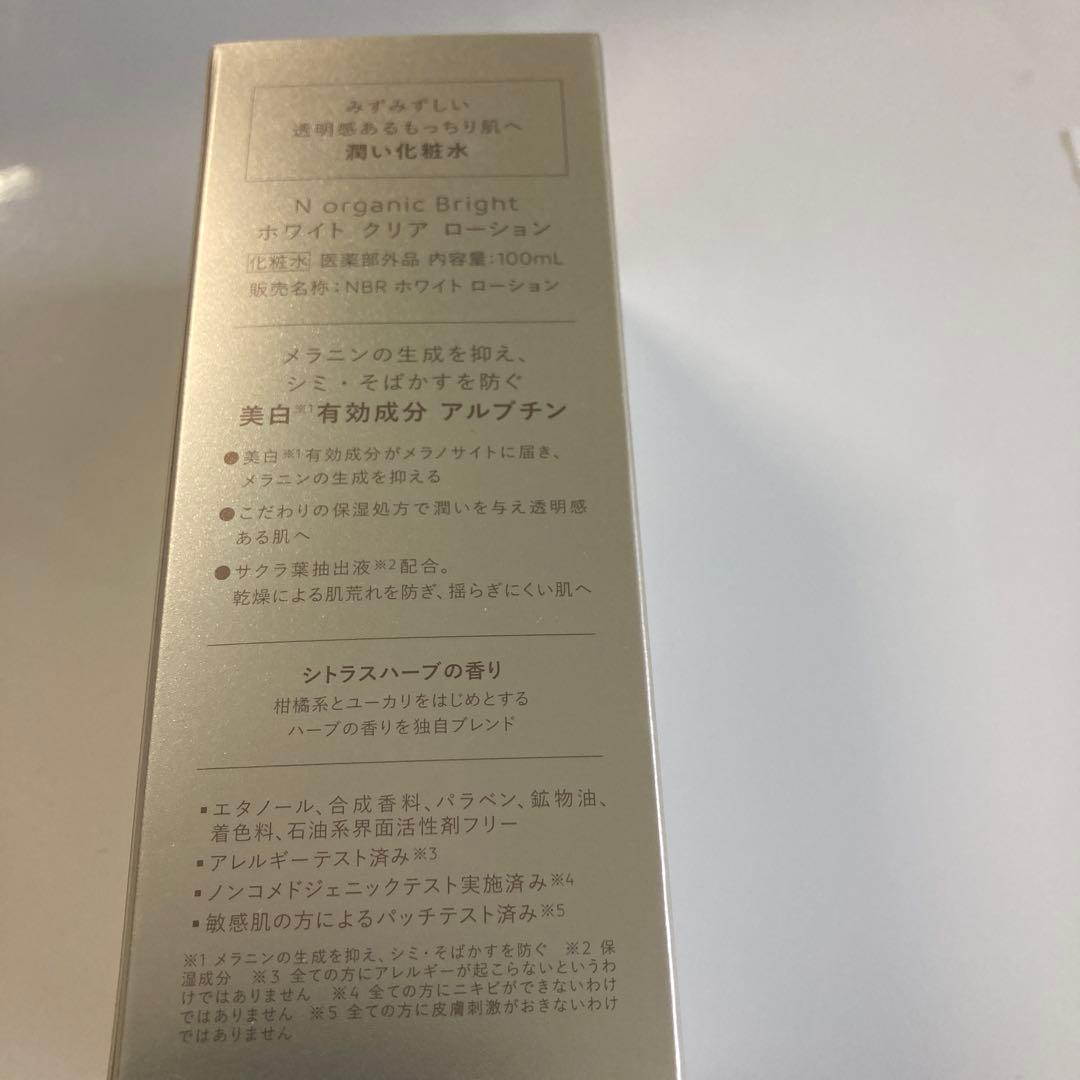 みずみずしい
透明感あるもっちり肌へ
潤い化粧水
N organic Bright
ホワイト クリア ローション
化粧水 医薬部外品 内容量:100mL
販売名称:NBR ホワイト ローション
メラニンの生成を抑え、
シミ・そばかすを防ぐ
美白※1有効成分 アルブチン
●美白※1有効成分がメラノサイトに届き、
メラニンの生成を抑える
●こだわりの保湿処方で潤いを与え透明感
ある肌へ
●サクラ葉抽出液※2配合。
乾燥による肌荒れを防ぎ、揺らぎにくい肌へ
シトラスハーブの香り
柑橘系とユーカリをはじめとする
ハーブの香りを独自ブレンド
▪エタノール、合成香料、パラベン、鉱物油、
着色料、石油系界面活性剤フリー
▪アレルギーテスト済み※3
▪ノンコメドジェニックテスト実施済み※4
▪敏感肌の方によるパッチテスト済み※5
※1 メラニンの生成を抑え、シミ・そばかすを防ぐ ※2 保
湿成分 ※3 全ての方にアレルギーが起こらないというわ
けではありません ※4 全ての方にニキビができないわけ
ではありません ※5 全ての方に皮膚刺激がおきないわけ
ではありません